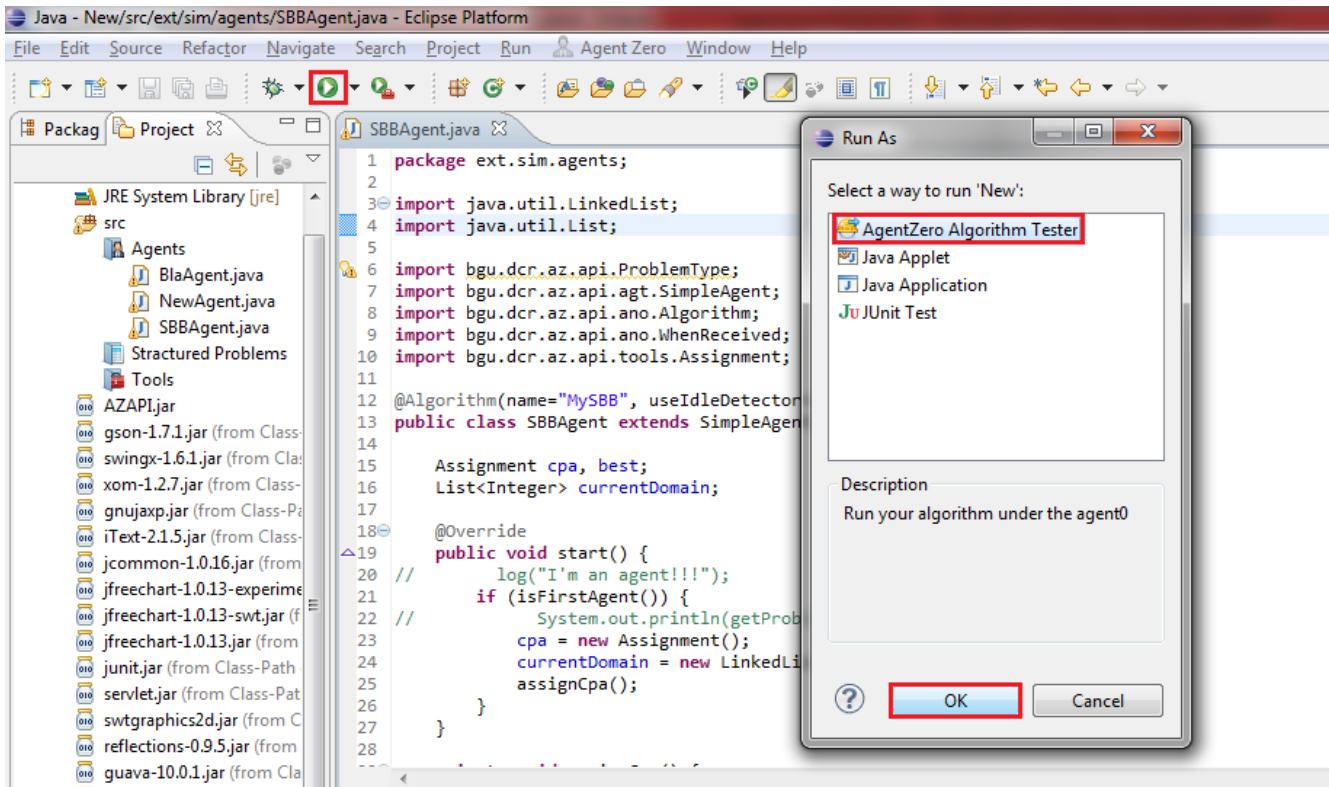 Java - New/src/ext/sim/agents/SBBAgent.java - Eclipse Platform
File Edit Source Refactor Navigate Search Project Run Agent Zero Window Help
Packag Project
JRE System Library [jre]
src
Agents
BlaAgent.java
NewAgent.java
SBBAgent.java
Stractured Problems
Tools
AZAPI.jar
gson-1.7.1.jar (from Class-
swingx-1.6.1.jar (from Clas
xom-1.2.7.jar (from Class-
gnujaxp.jar (from Class-Pa
iText-2.1.5.jar (from Class-
jcommon-1.0.16.jar (from
jfreechart-1.0.13-experime
jfreechart-1.0.13-swt.jar (f
jfreechart-1.0.13.jar (from
junit.jar (from Class-Path
servlet.jar (from Class-Pat
swtgraphics2d.jar (from C
reflections-0.9.5.jar (from
guava-10.0.1.jar (from Cla
SBBAgent.java
1 package ext.sim.agents;
2
3 import java.util.LinkedList;
4 import java.util.List;
5
6 import bgu.dcr.az.api.ProblemType;
7 import bgu.dcr.az.api.agt.SimpleAgent;
8 import bgu.dcr.az.api.ano.Algorithm;
9 import bgu.dcr.az.api.ano.WhenReceived;
10 import bgu.dcr.az.api.tools.Assignment;
11
12 @Algorithm(name="MySBB", useIdleDetector
13 public class SBBAgent extends SimpleAgen
14
15 Assignment cpa, best;
16 List<Integer> currentDomain;
17
18 @Override
19 public void start() {
20 // log("I'm an agent!!!");
21 if (isFirstAgent()) {
22 // System.out.println(getProb
23 cpa = new Assignment();
24 currentDomain = new LinkedLi
25 assignCpa();
26 }
27 }
28
Run As
Select a way to run 'New':
AgentZero Algorithm Tester
Java Applet
Java Application
Ju JUnit Test
Description
Run your algorithm under the agent0
OK Cancel